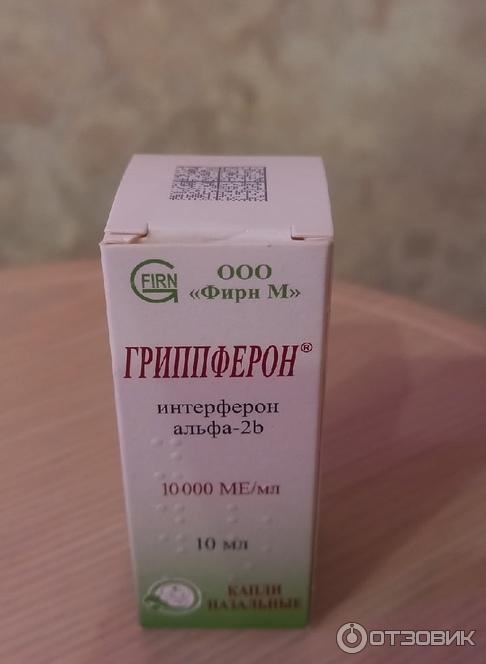 FIRN
ООО
«Фирн М»
ГРИППФЕРОН®
интерферон
альфа-2b
10 000 МЕ/мл
10 мл
КАПЛИ
НАЗАЛЬНЫЕ
ОТЗОВИК